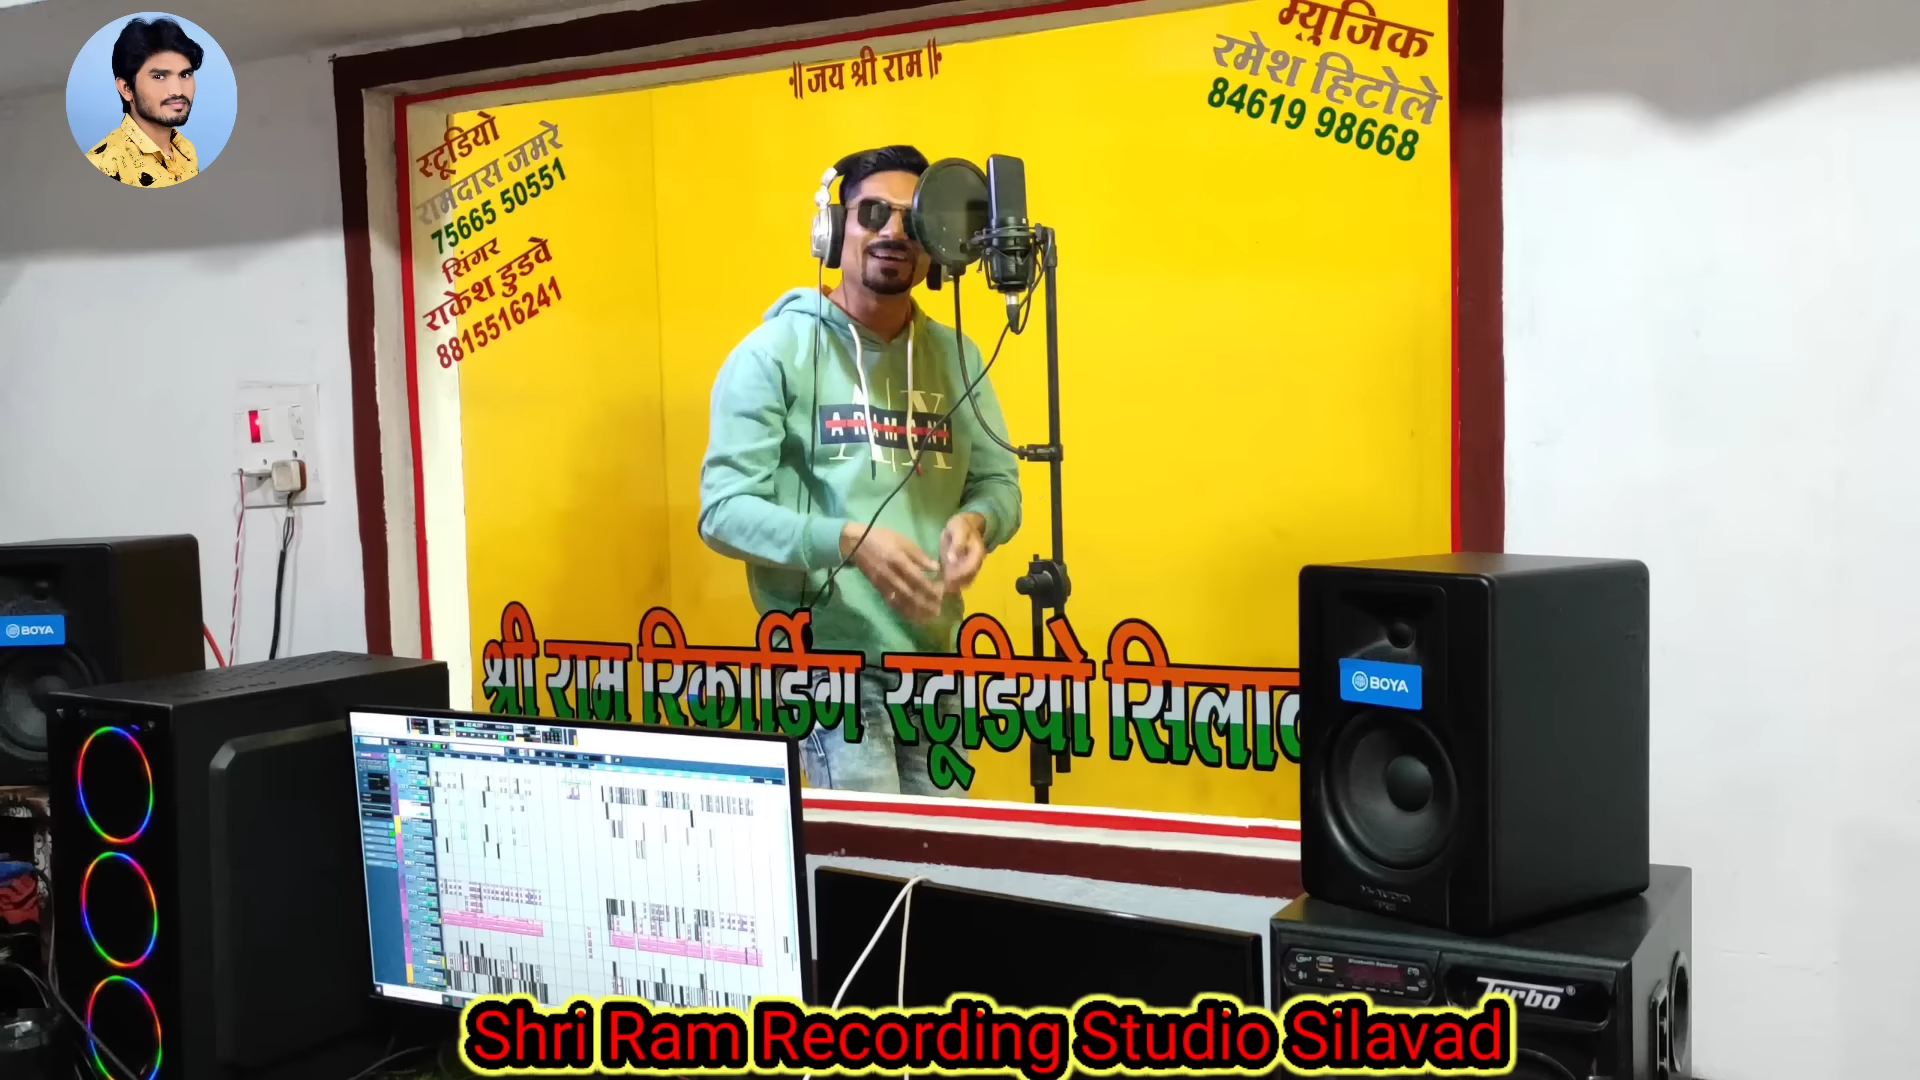 ॥जय श्री राम॥
स्टूडियो
रामदास जमरे
75665 50551
सिंगर
राकेश डुडवे
8815516241
म्युजिक
रमेश हिटोले
84619 98668
A|X
ARMANI
श्री राम रिकार्डिंग स्टूडियो
BOYA
BOYA
Turbo®
Shri Ram Recording Studio Silavad